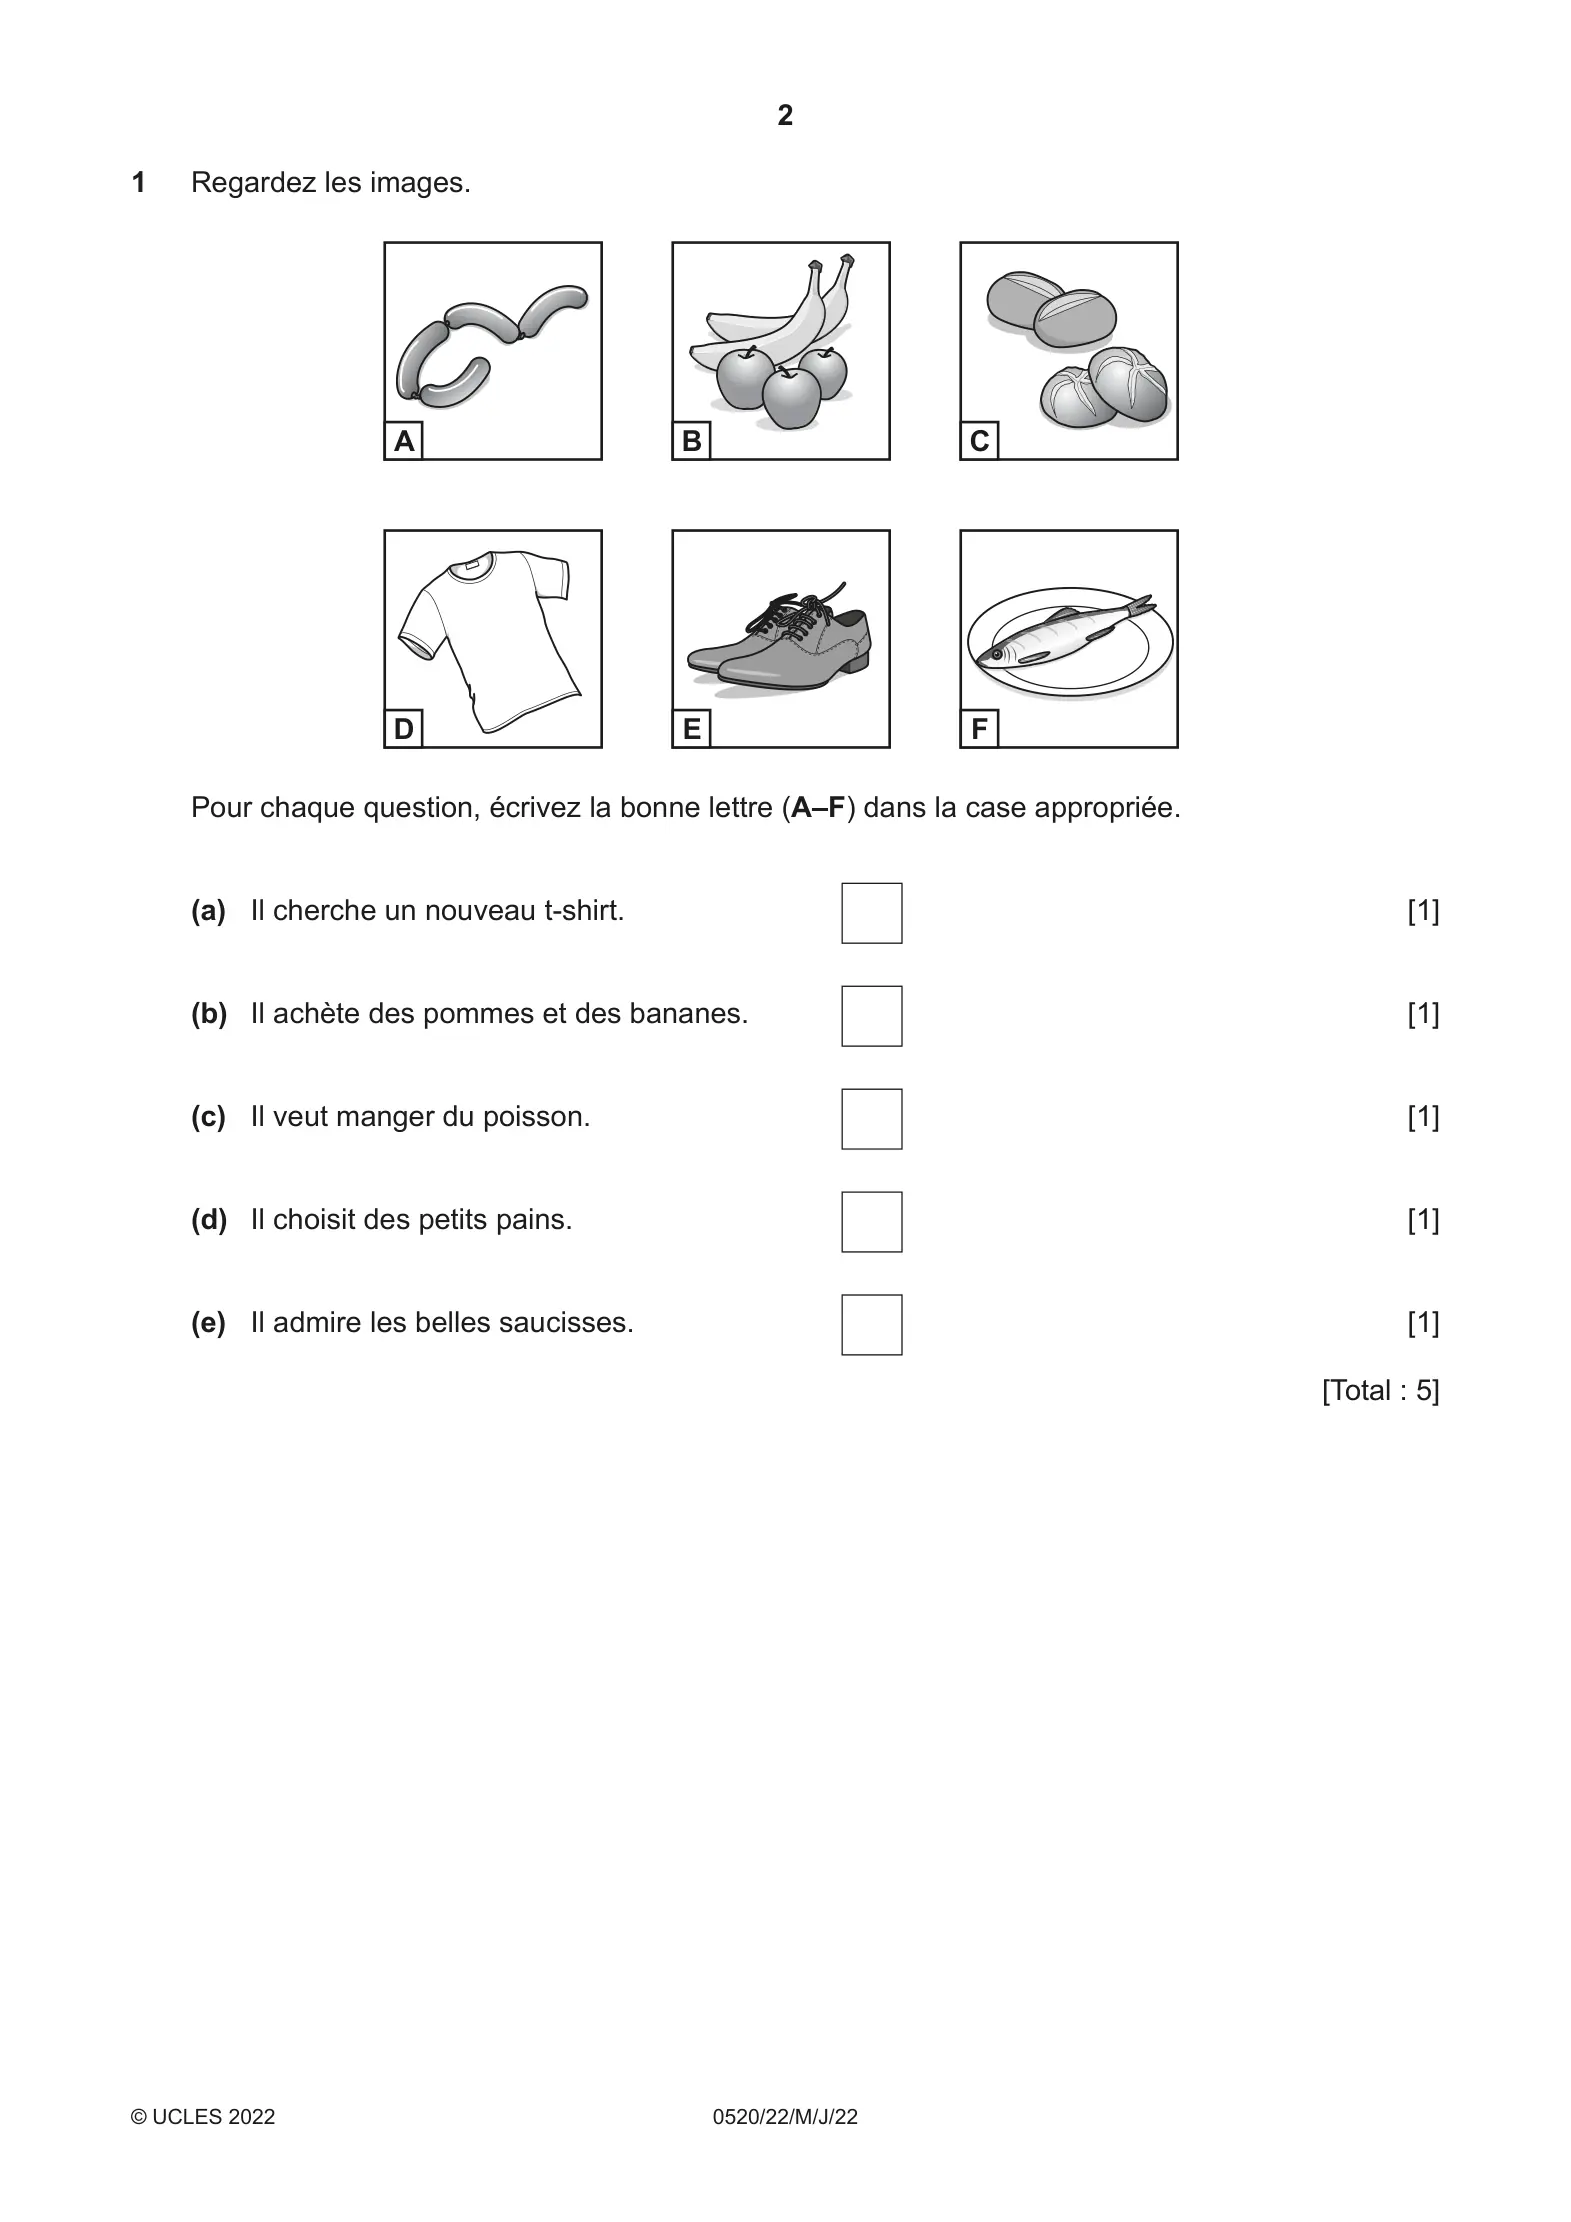 2
1 Regardez les images.
A B C
D E F
Pour chaque question, écrivez la bonne lettre (A–F) dans la case appropriée.
(a) Il cherche un nouveau t-shirt. [1]
(b) Il achète des pommes et des bananes. [1]
(c) Il veut manger du poisson. [1]
(d) Il choisit des petits pains. [1]
(e) Il admire les belles saucisses. [1]
[Total : 5]
© UCLES 2022 0520/22/M/J/22